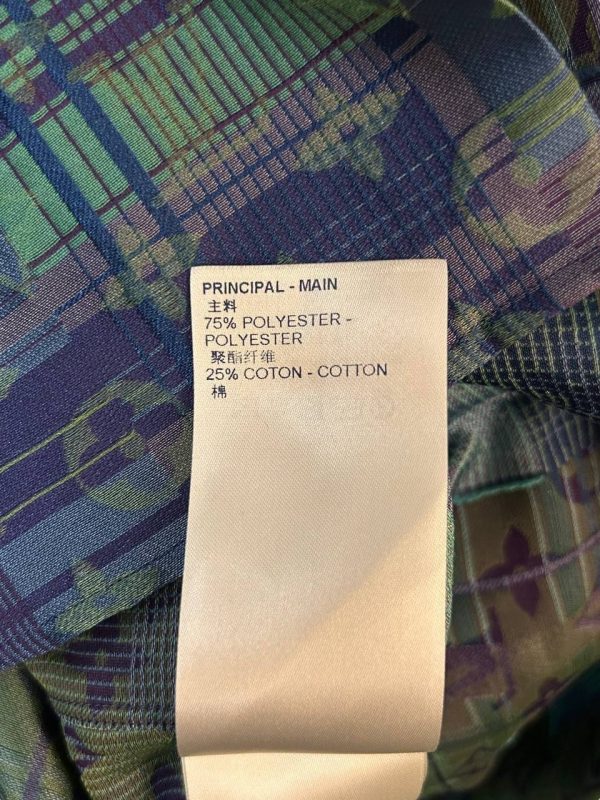 PRINCIPAL - MAIN
主料
75% POLYESTER -
POLYESTER
聚酯纤维
25% COTON - COTTON
棉